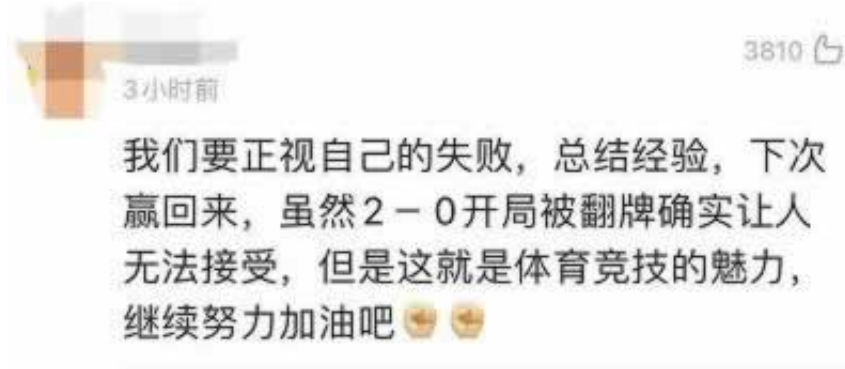 3810
3小时前
我们要正视自己的失败，总结经验，下次
赢回来，虽然2－0开局被翻牌确实让人
无法接受，但是这就是体育竞技的魅力，
继续努力加油吧✊✊